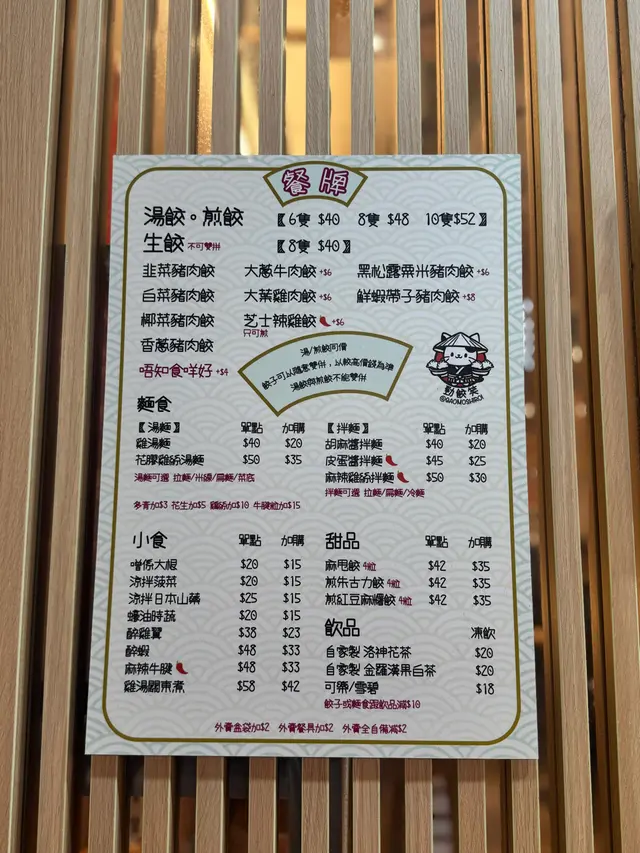 餐牌
湯餃。煎餃 【6隻 $40 8隻 $48 10隻$52】
生餃 不可雙拼 【8隻 $40】
韭菜豬肉餃 大蔥牛肉餃 +$6 黑松露粟米豬肉餃 +$6
白菜豬肉餃 大葉雞肉餃 +$6 鮮蝦帶子豬肉餃 +$8
椰菜豬肉餃 芝士辣雞餃 +$6
只可煎
香蔥豬肉餃
唔知食咩好 +$4
湯/煎餃同價
餃子可以隨意雙併，以較高價錢為準
湯餃與煎餃不能雙併
勁餃笑
@GAOMOSHIROI
麵食
【湯麵】 單點 加購
雞湯麵 $40 $20
花膠雞絲湯麵 $50 $35
湯麵可選 拉麵/米線/扁麵/菜底
多青加$3 花生加$5 雞絲加$10 牛腱粒加$15
【拌麵】 單點 加購
胡麻醬拌麵 $40 $20
皮蛋醬拌麵 $45 $25
麻辣雞絲拌麵 $50 $30
拌麵可選 拉麵/扁麵/冷麵
小食 單點 加購
噌係大根 $20 $15
涼拌菠菜 $20 $15
涼拌日本山藥 $25 $15
蠔油時蔬 $20 $15
醉雞翼 $38 $23
醉蝦 $48 $33
麻辣牛腱 $48 $33
雞湯關東煮 $58 $42
甜品 單點 加購
麻甩餃 4粒 $42 $35
煎朱古力餃 4粒 $42 $35
煎紅豆麻糬餃 4粒 $42 $35
飲品 凍飲
自家製 洛神花茶 $20
自家製 金羅漢果白茶 $20
可樂/雪碧 $18
餃子或麵食跟飲品減$10
外賣盒袋加$2 外賣餐具加$2 外賣全自備減$2